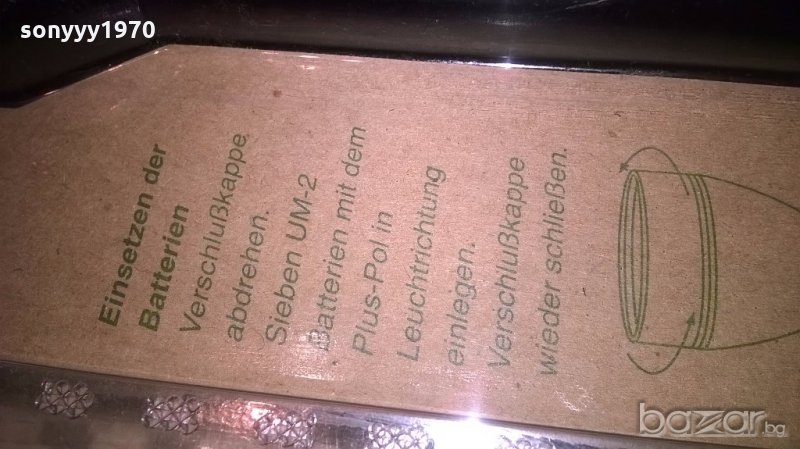 sonyyy1970
Einsetzen der
Batterien
Verschlußkappe
abdrehen.
Sieben UM-2
Batterien mit dem
Plus-Pol in
Leuchtrichtung
einlegen.
Verschlußkappe
wieder schließen.
bazar.bg